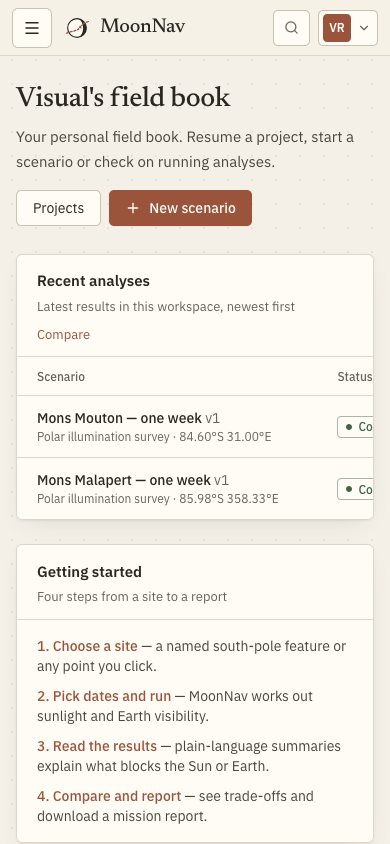 MoonNav
VR
Visual's field book
Your personal field book. Resume a project, start a
scenario or check on running analyses.
Projects
New scenario
Recent analyses
Latest results in this workspace, newest first
Compare
Scenario
Status
Mons Mouton — one week v1
Co
Polar illumination survey · 84.60°S 31.00°E
Mons Malapert — one week v1
Co
Polar illumination survey · 85.98°S 358.33°E
Getting started
Four steps from a site to a report
1. Choose a site — a named south-pole feature or
any point you click.
2. Pick dates and run — MoonNav works out
sunlight and Earth visibility.
3. Read the results — plain-language summaries
explain what blocks the Sun or Earth.
4. Compare and report — see trade-offs and
download a mission report.